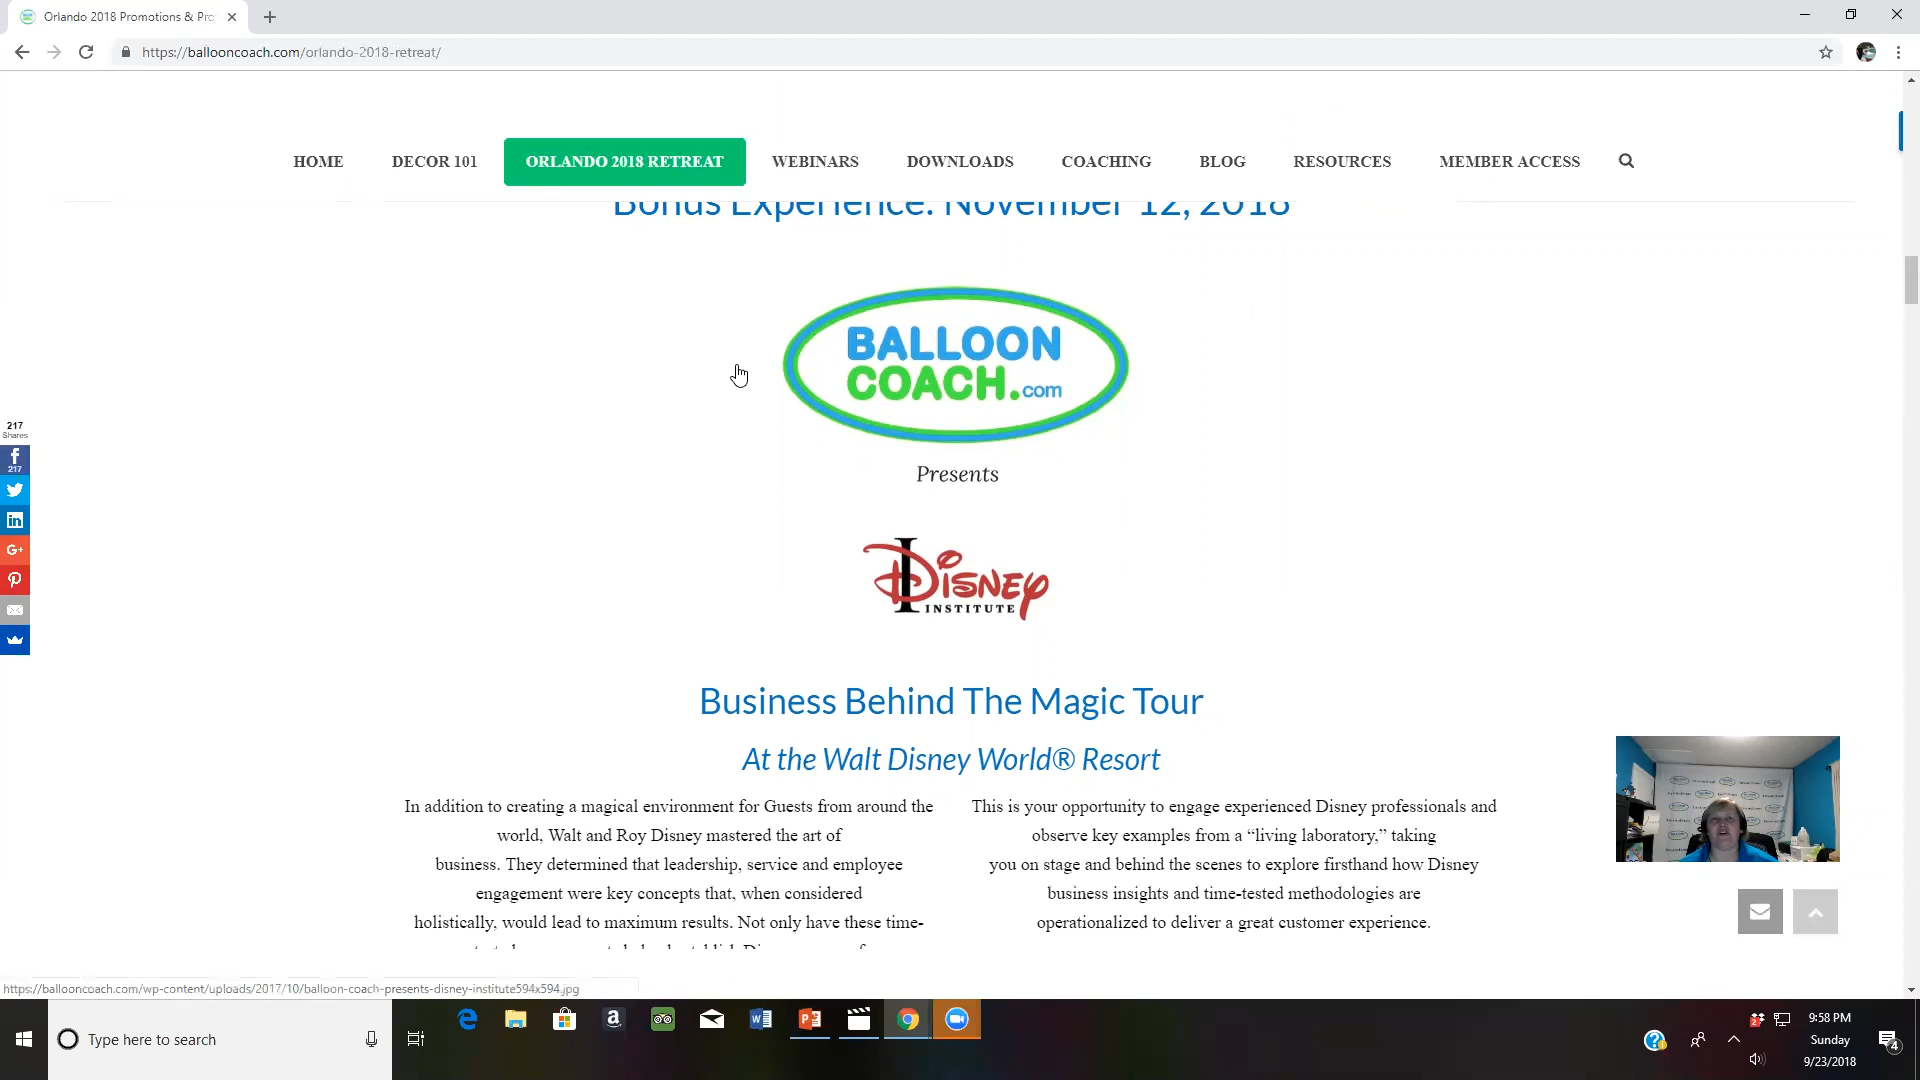 Orlando 2018 Promotions & Pro
https://ballooncoach.com/orlando-2018-retreat/
HOME DECOR 101 ORLANDO 2018 RETREAT WEBINARS DOWNLOADS COACHING BLOG RESOURCES MEMBER ACCESS
Bonus Experience: November 12, 2018
BALLOON
COACH.com
Presents
217
Shares
217
DISNEY
INSTITUTE
Business Behind The Magic Tour
At the Walt Disney World® Resort
In addition to creating a magical environment for Guests from around the
world, Walt and Roy Disney mastered the art of
business. They determined that leadership, service and employee
engagement were key concepts that, when considered
holistically, would lead to maximum results. Not only have these time-
This is your opportunity to engage experienced Disney professionals and
observe key examples from a “living laboratory,” taking
you on stage and behind the scenes to explore firsthand how Disney
business insights and time-tested methodologies are
operationalized to deliver a great customer experience.
https://ballooncoach.com/wp-content/uploads/2017/10/balloon-coach-presents-disney-institute594x594.jpg
Type here to search
9:58 PM
Sunday
9/23/2018
4